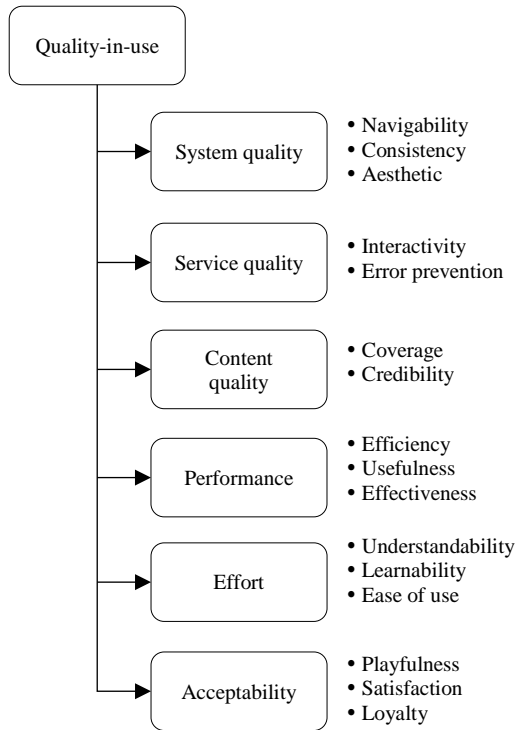 Quality-in-use
System quality
• Navigability
• Consistency
• Aesthetic
Service quality
• Interactivity
• Error prevention
Content
quality
• Coverage
• Credibility
Performance
• Efficiency
• Usefulness
• Effectiveness
Effort
• Understandability
• Learnability
• Ease of use
Acceptability
• Playfulness
• Satisfaction
• Loyalty